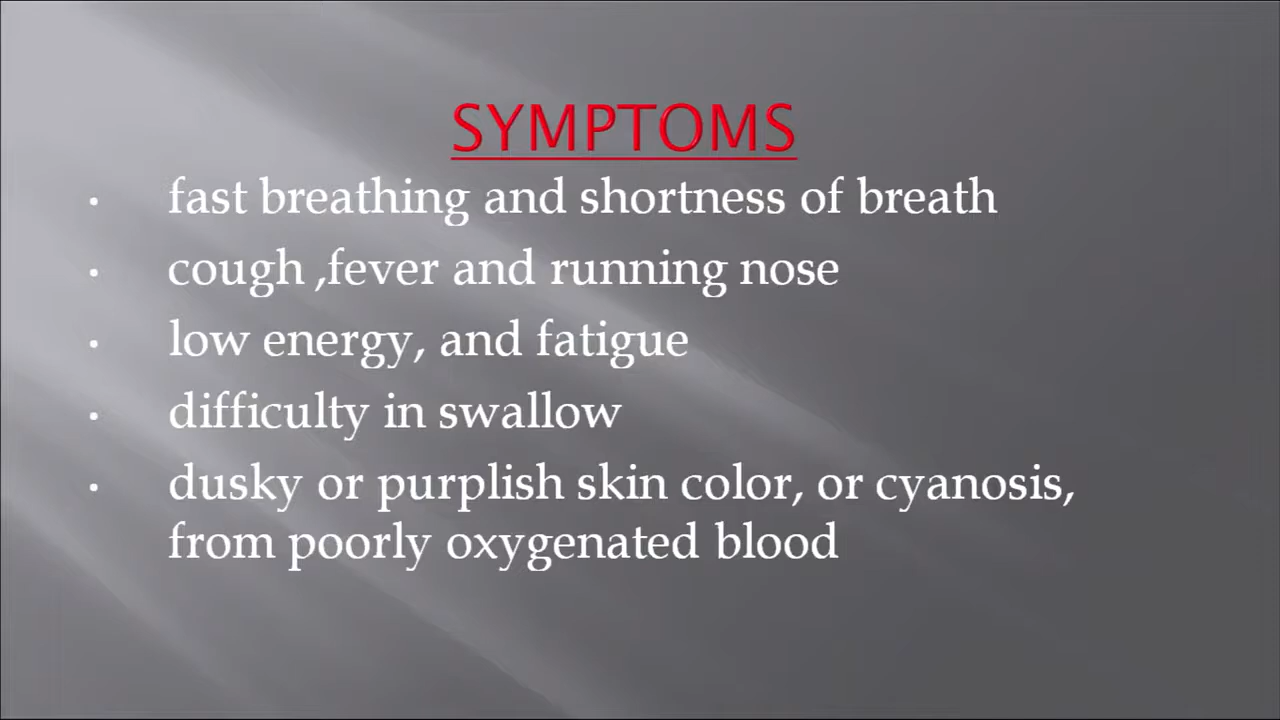 SYMPTOMS
• fast breathing and shortness of breath
• cough ,fever and running nose
• low energy, and fatigue
• difficulty in swallow
• dusky or purplish skin color, or cyanosis,
from poorly oxygenated blood